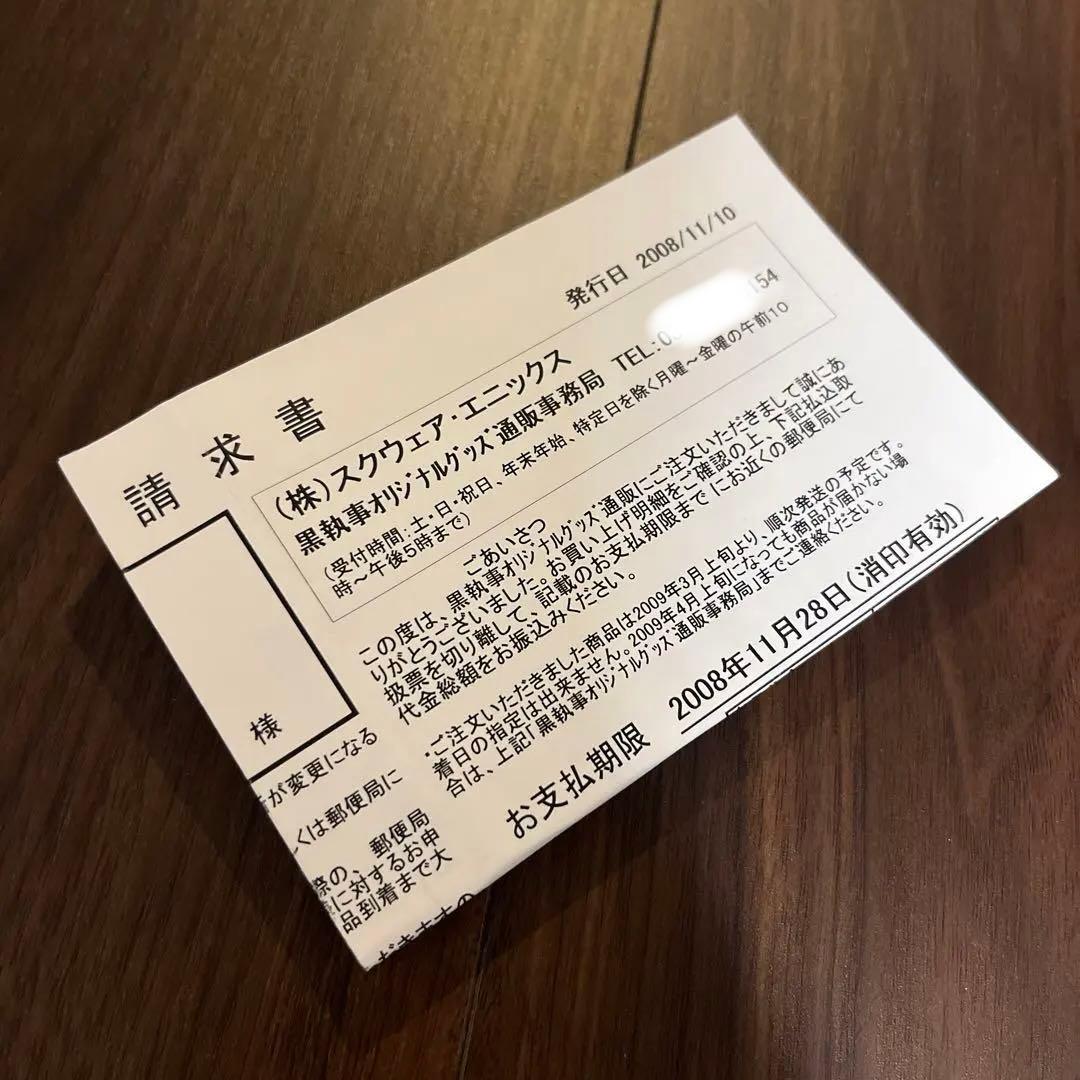 請求書
発行日 2008/11/10
(株)スクウェア・エニックス
黒執事オリジナルグッズ通販事務局 TEL:0 154
(受付時間:土・日・祝日、年末年始、特定日を除く月曜~金曜の午前10
時~午後5時まで)
ごあいさつ
この度は、黒執事オリジナルグッズ通販にご注文いただきまして誠にあ
りがとうございました。お買い上げ明細をご確認の上、下記払込取
扱票を切り離して、記載のお支払期限までにお近くの郵便局にて
代金総額をお振込みください。
・ご注文いただきました商品は2009年3月上旬より、順次発送の予定です。
着日の指定は出来ません。2009年4月上旬になっても商品が届かない場
合は、上記「黒執事オリジナルグッズ通販事務局」までご連絡ください。
お支払期限 2008年11月28日(消印有効)
様
が変更になる
くは郵便局に
際の、郵便局
に対するお申
品到着まで大
だきますの